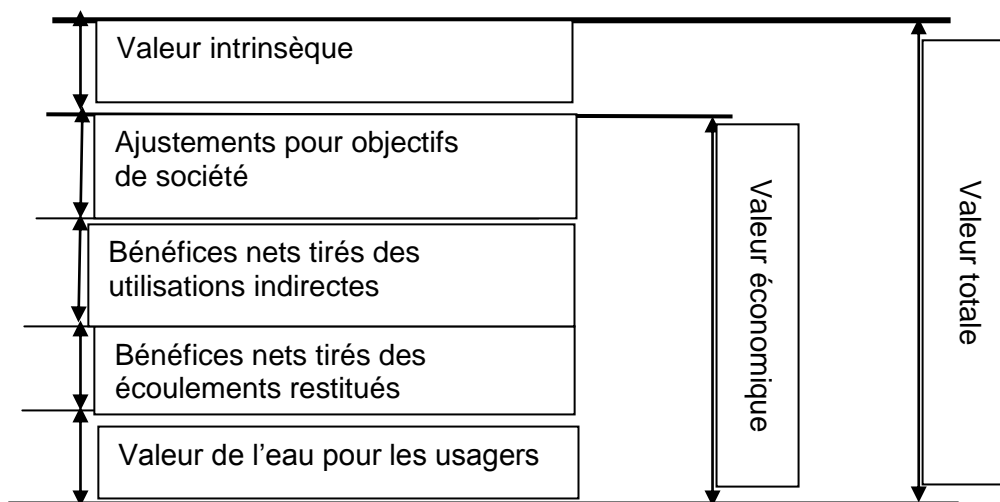 Valeur intrinsèque
Ajustements pour objectifs
de société
Bénéfices nets tirés des
utilisations indirectes
Bénéfices nets tirés des
écoulements restitués
Valeur de l’eau pour les usagers
Valeur économique
Valeur totale